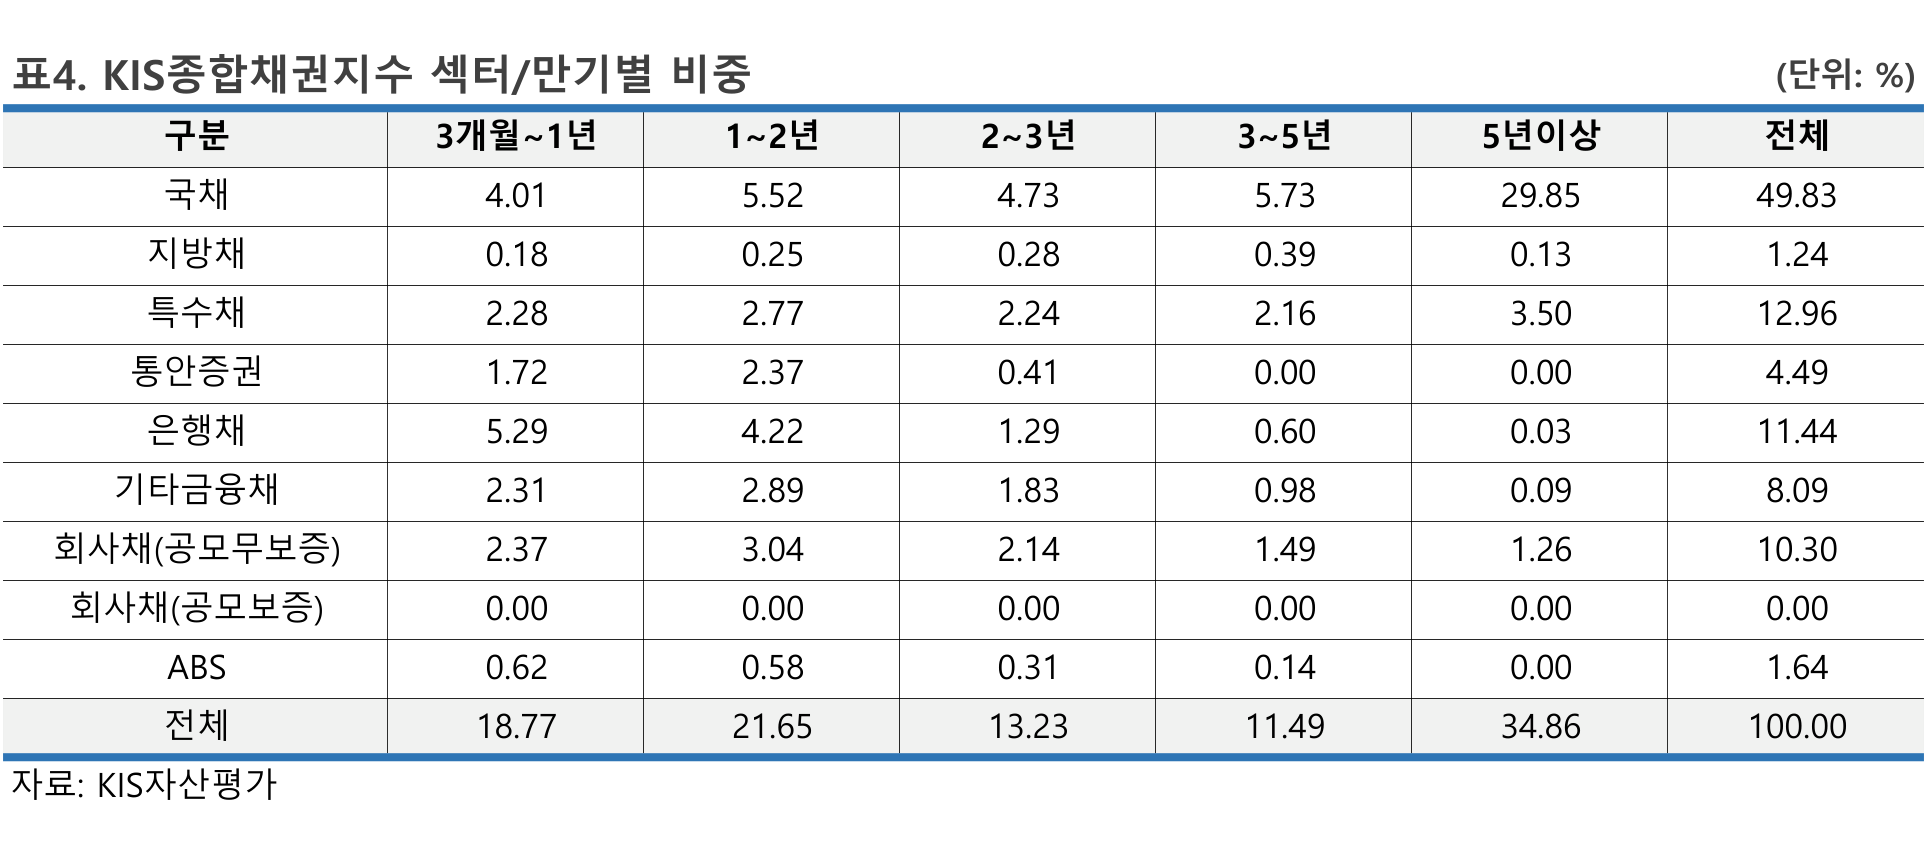 표4. KIS종합채권지수 섹터/만기별 비중 (단위: %)
구분 3개월~1년 1~2년 2~3년 3~5년 5년이상 전체
국채 4.01 5.52 4.73 5.73 29.85 49.83
지방채 0.18 0.25 0.28 0.39 0.13 1.24
특수채 2.28 2.77 2.24 2.16 3.50 12.96
통안증권 1.72 2.37 0.41 0.00 0.00 4.49
은행채 5.29 4.22 1.29 0.60 0.03 11.44
기타금융채 2.31 2.89 1.83 0.98 0.09 8.09
회사채(공모무보증) 2.37 3.04 2.14 1.49 1.26 10.30
회사채(공모보증) 0.00 0.00 0.00 0.00 0.00 0.00
ABS 0.62 0.58 0.31 0.14 0.00 1.64
전체 18.77 21.65 13.23 11.49 34.86 100.00
자료: KIS자산평가